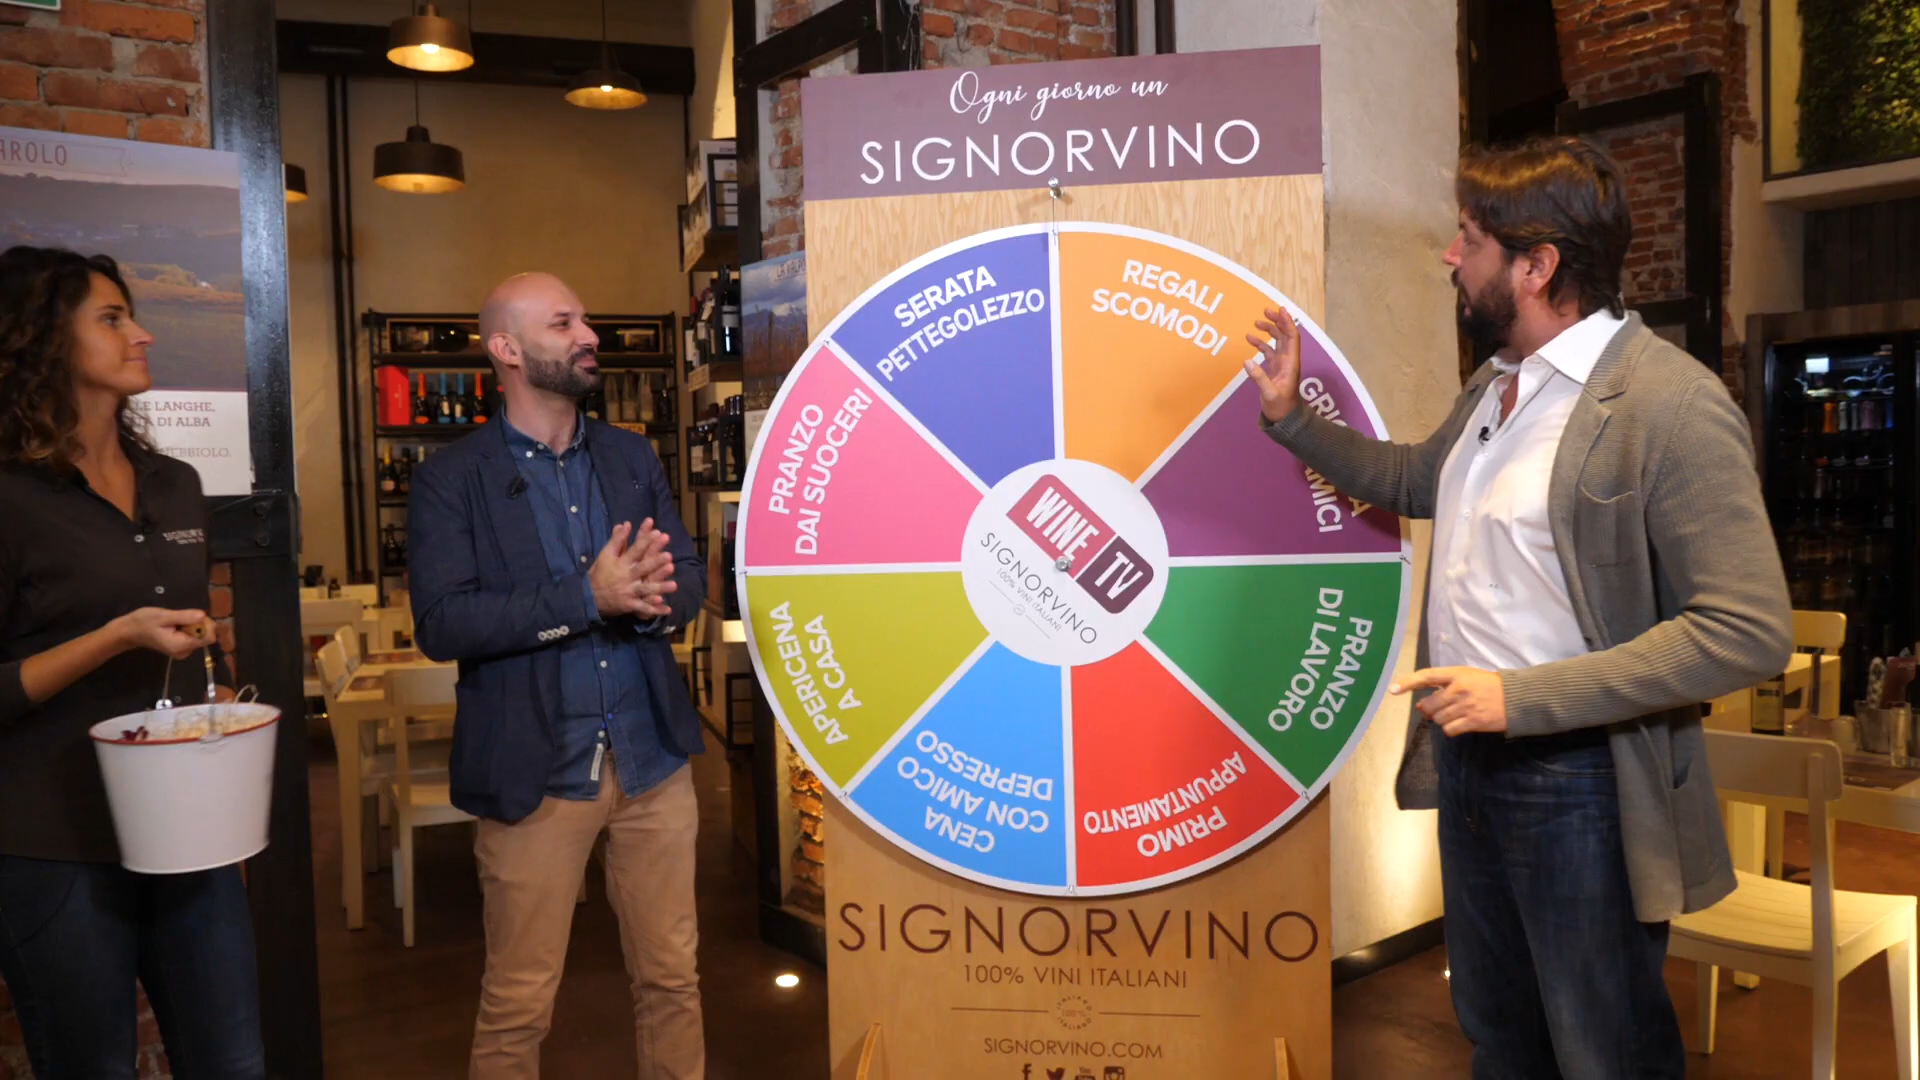 Ogni giorno un
SIGNORVINO
SERATA
PETTEGOLEZZO
REGALI
SCOMODI
AMICI
PRANZO
DI LAVORO
PRIMO
APPUNTAMENTO
CENA
CON AMICO
DEPRESSO
APERICENA
A CASA
PRANZO
DAI SUOCERI
WINE TV
SIGNORVINO
100% VINI ITALIANI
SIGNORVINO
100% VINI ITALIANI
SIGNORVINO.COM
LE LANGHE,
DI ALBA